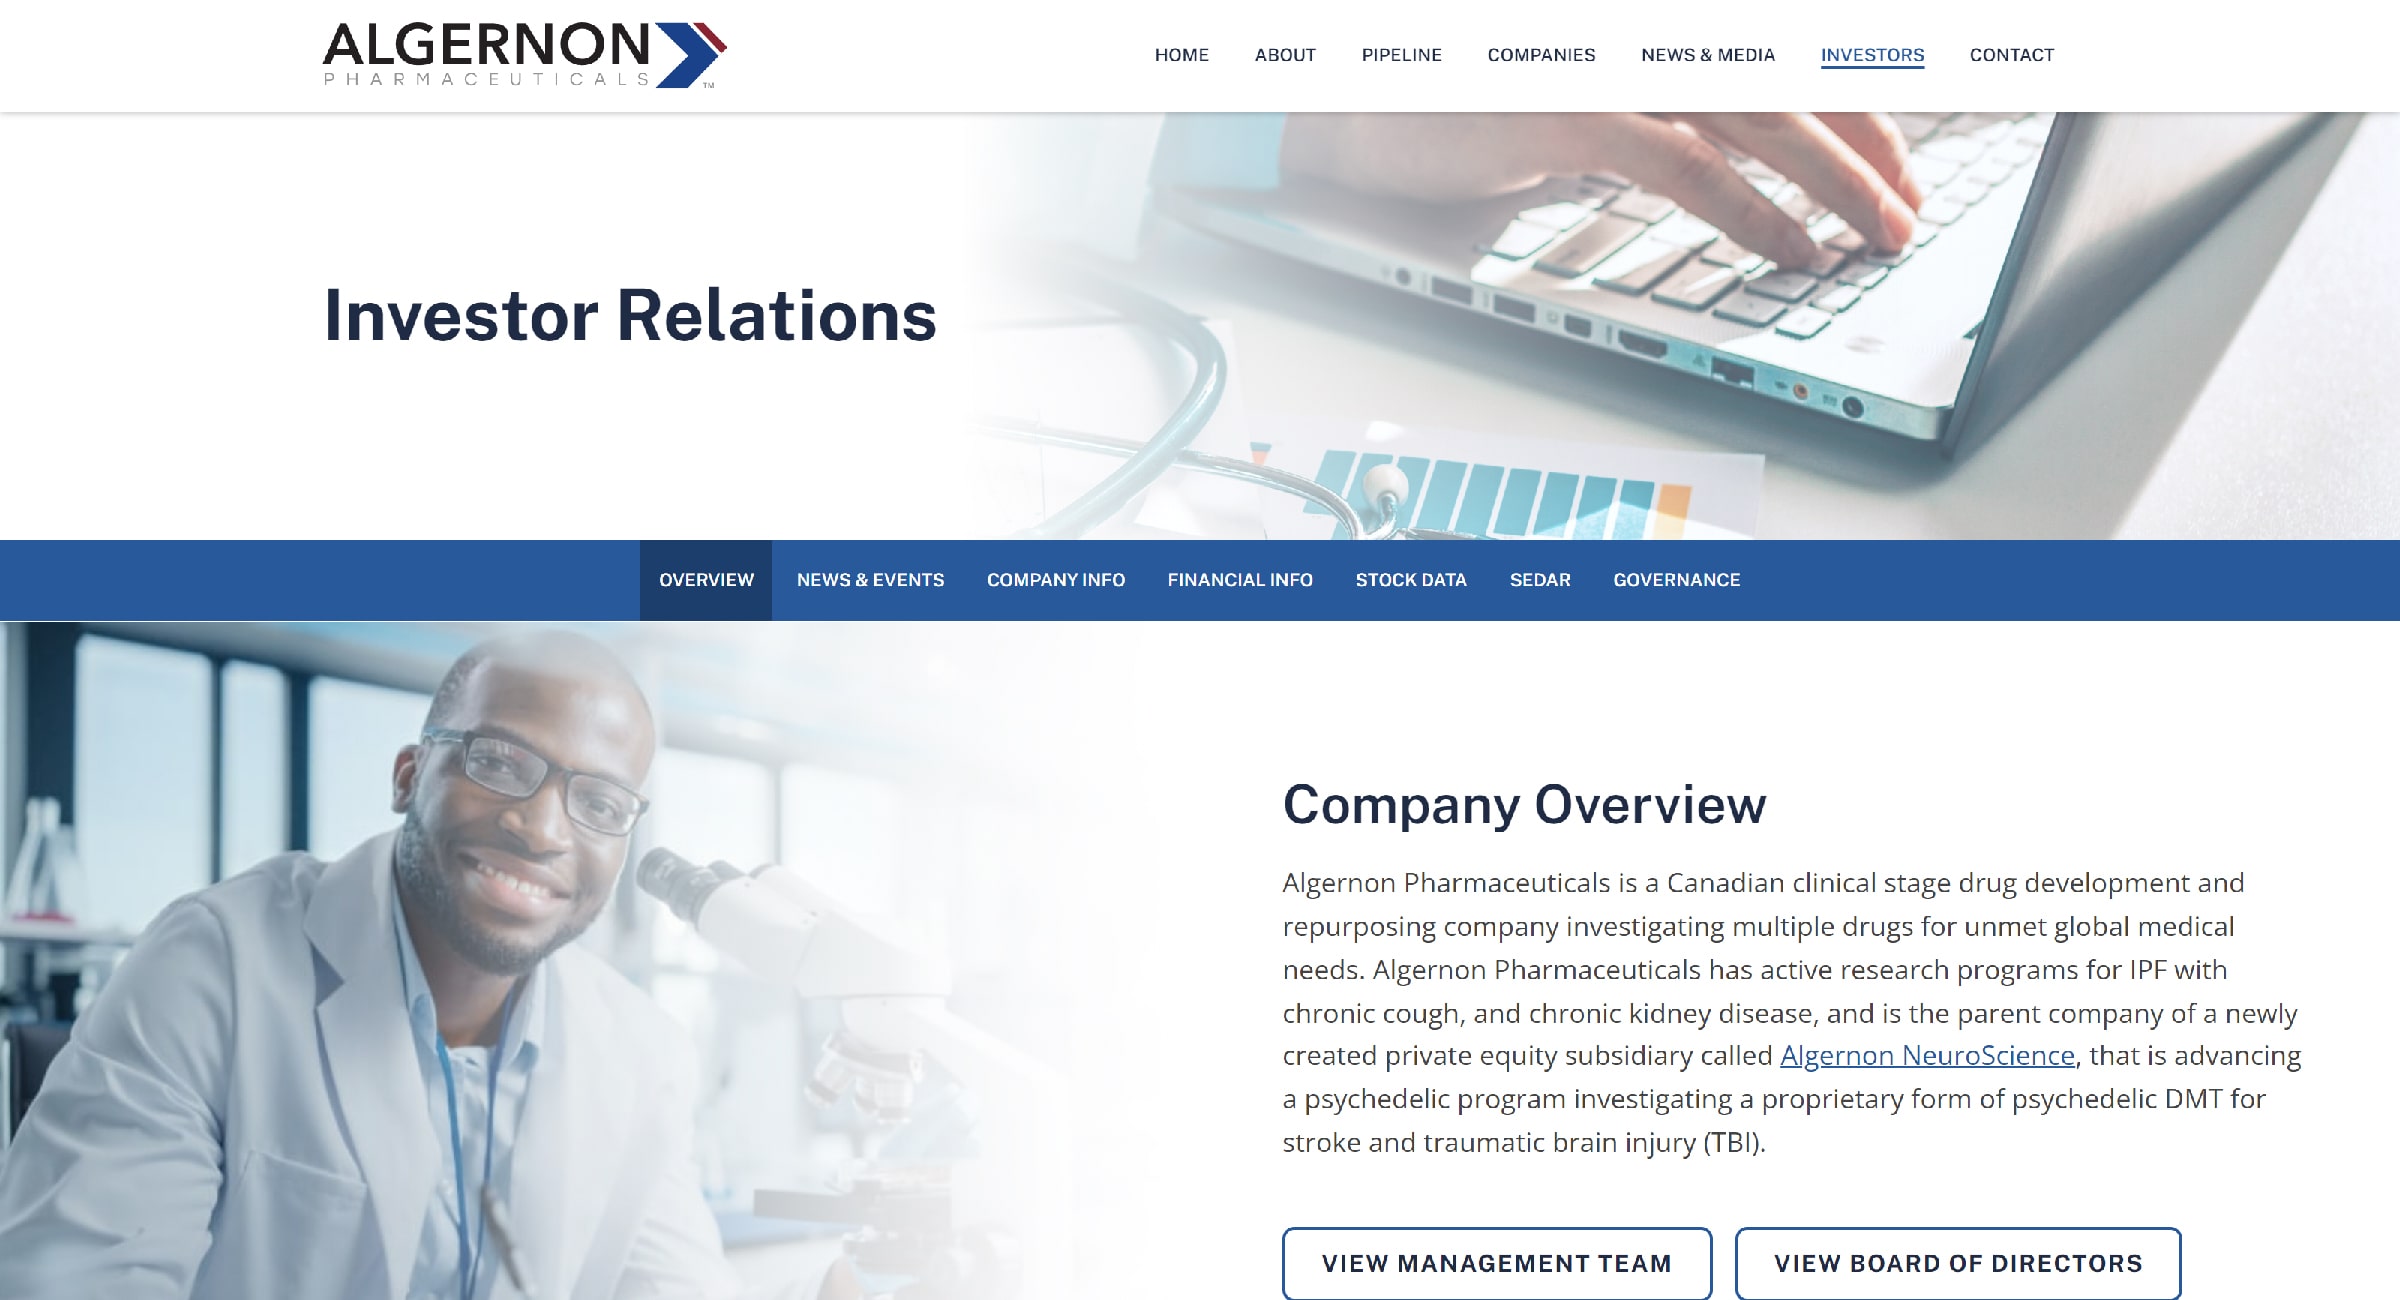 ALGERNON
PHARMACEUTICALS
TM
HOME ABOUT PIPELINE COMPANIES NEWS & MEDIA INVESTORS CONTACT
Investor Relations
OVERVIEW NEWS & EVENTS COMPANY INFO FINANCIAL INFO STOCK DATA SEDAR GOVERNANCE
Company Overview
Algernon Pharmaceuticals is a Canadian clinical stage drug development and
repurposing company investigating multiple drugs for unmet global medical
needs. Algernon Pharmaceuticals has active research programs for IPF with
chronic cough, and chronic kidney disease, and is the parent company of a newly
created private equity subsidiary called Algernon NeuroScience, that is advancing
a psychedelic program investigating a proprietary form of psychedelic DMT for
stroke and traumatic brain injury (TBI).
VIEW MANAGEMENT TEAM VIEW BOARD OF DIRECTORS